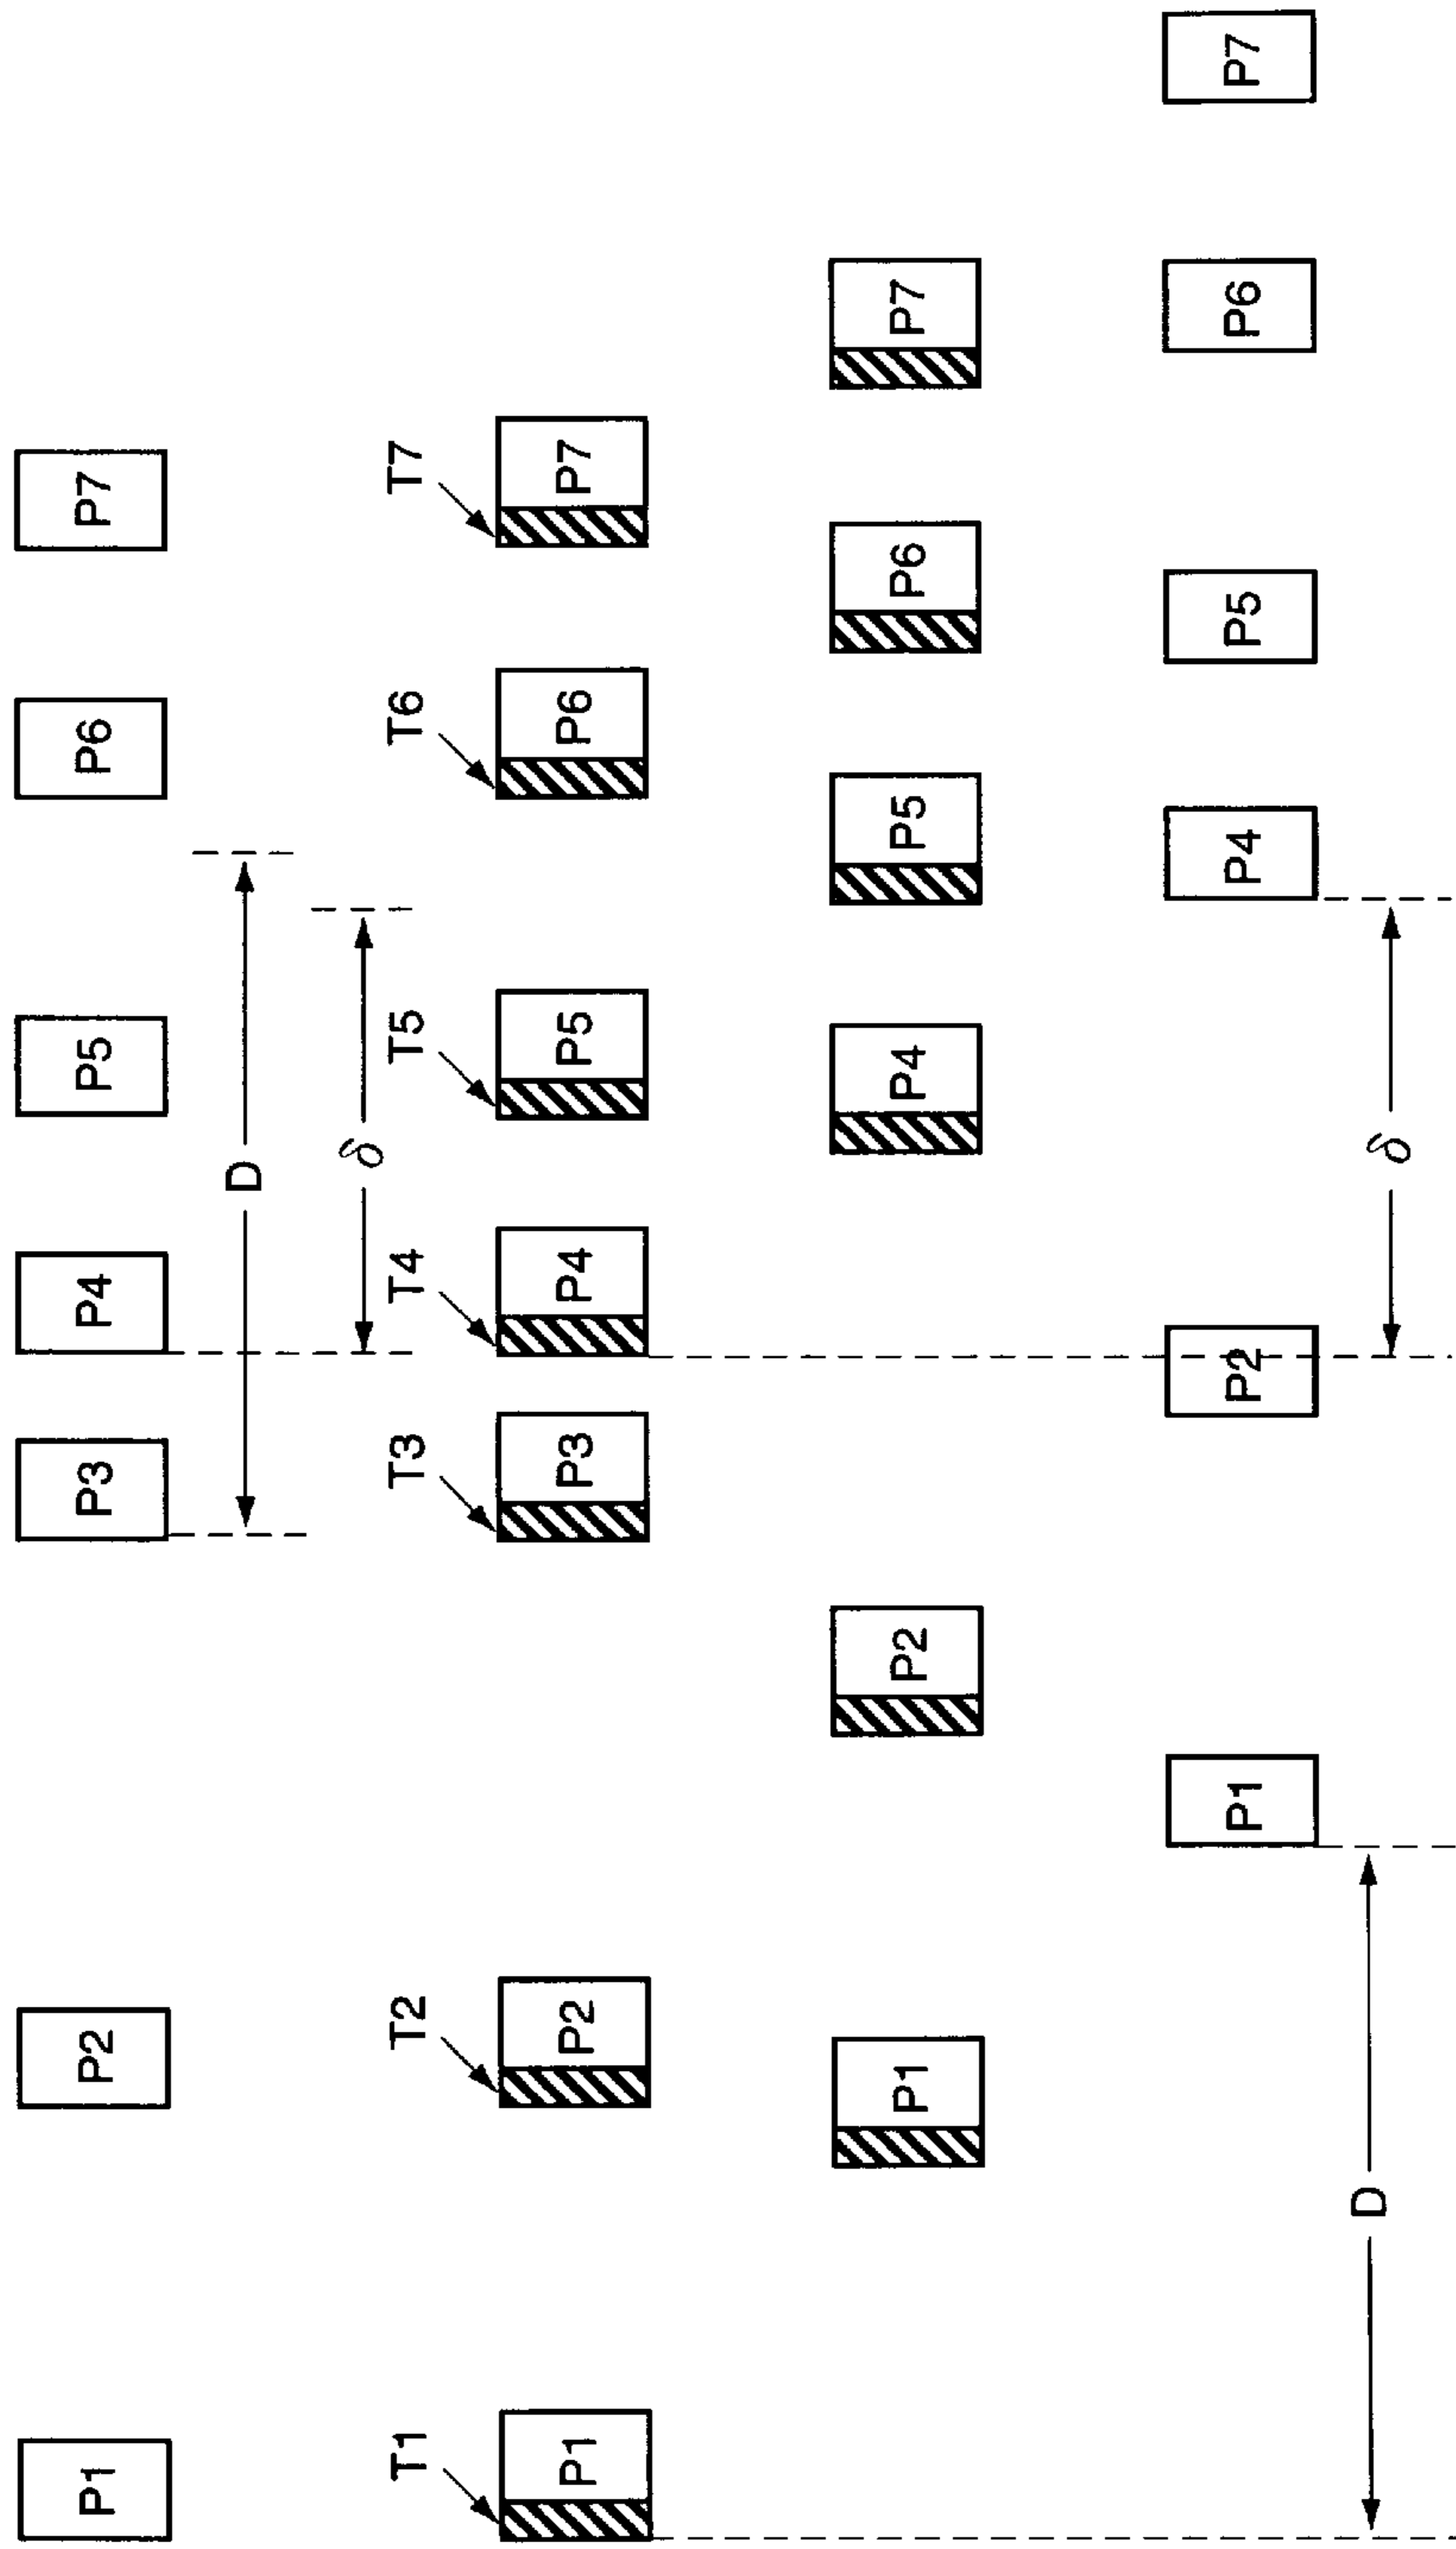 P1 P2 P3 P4 P5 P6 P7
D
δ
T1 T2 T3 T4 T5 T6 T7
P1 P2 P3 P4 P5 P6 P7
P1 P2 P4 P5 P6 P7
P1 P2 P4 P5 P6 P7
D δ